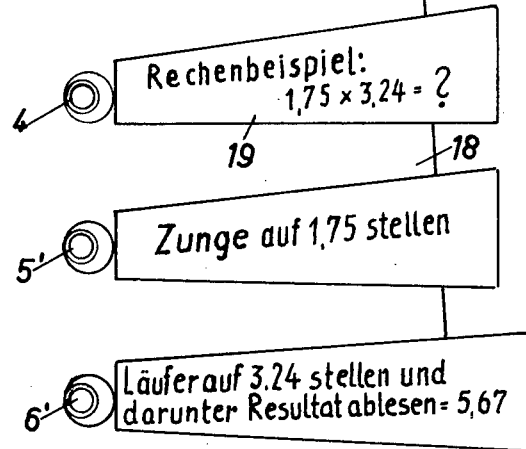 Rechenbeispiel:
1,75 x 3,24 = ?
4
19
18
Zunge auf 1,75 stellen
5'
Läufer auf 3.24 stellen und
darunter Resultat ablesen = 5,67
6'